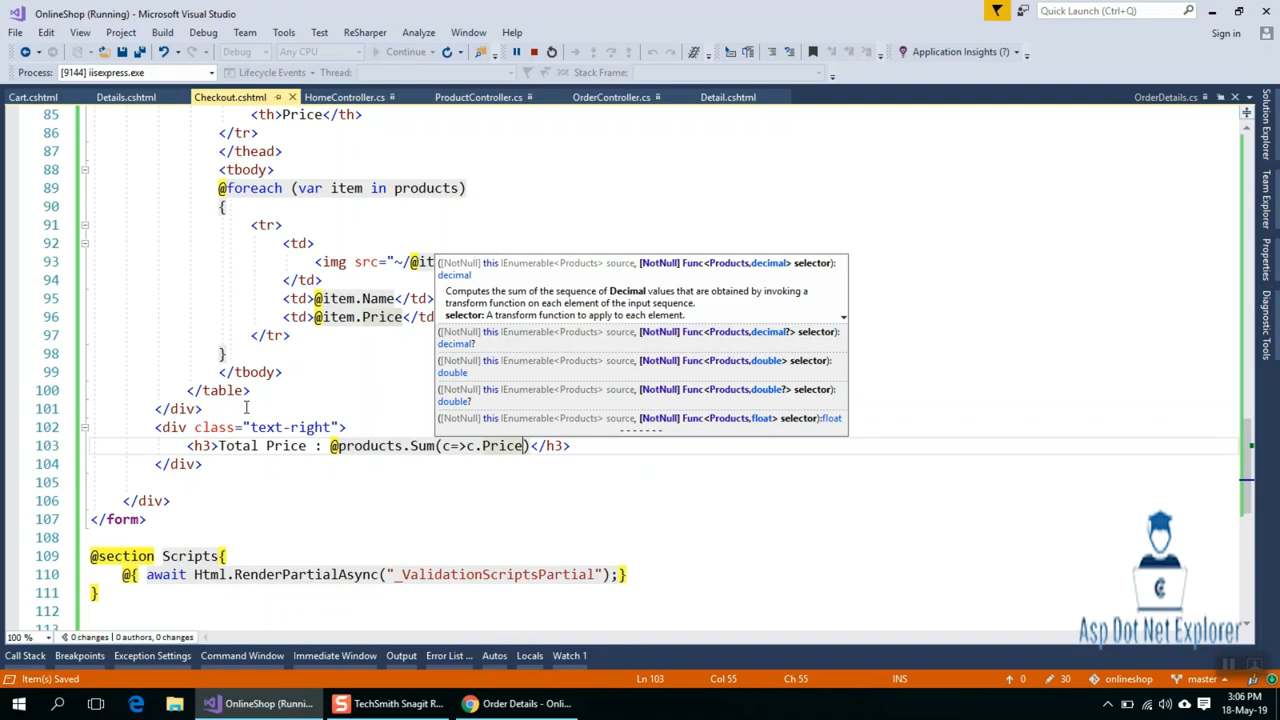 OnlineShop (Running) - Microsoft Visual Studio
Quick Launch (Ctrl+Q)
File Edit View Project Build Debug Team Tools Test ReSharper Analyze Window Help
Sign in
Debug Any CPU Continue Application Insights
Process: [9144] iisexpress.exe Lifecycle Events Thread: Stack Frame:
Cart.cshtml Details.cshtml Checkout.cshtml HomeController.cs ProductController.cs OrderController.cs Detail.cshtml OrderDetails.cs
85 <th>Price</th>
86 </tr>
87 </thead>
88 <tbody>
89 @foreach (var item in products)
90 {
91 <tr>
92 <td>
93 <img src="~/@it
94 </td>
95 <td>@item.Name</td>
96 <td>@item.Price</td
97 </tr>
98 }
99 </tbody>
100 </table>
101 </div>
102 <div class="text-right">
103 <h3>Total Price : @products.Sum(c=>c.Price)</h3>
104 </div>
105
106 </div>
107 </form>
108
109 @section Scripts{
110 @{ await Html.RenderPartialAsync("_ValidationScriptsPartial");}
111 }
112
113
([NotNull] this IEnumerable<Products> source, [NotNull] Func<Products,decimal> selector):
decimal
Computes the sum of the sequence of Decimal values that are obtained by invoking a
transform function on each element of the input sequence.
selector: A transform function to apply to each element.
([NotNull] this IEnumerable<Products> source, [NotNull] Func<Products,decimal?> selector):
decimal?
([NotNull] this IEnumerable<Products> source, [NotNull] Func<Products,double> selector):
double
([NotNull] this IEnumerable<Products> source, [NotNull] Func<Products,double?> selector):
double?
([NotNull] this IEnumerable<Products> source, [NotNull] Func<Products,float> selector):float
Solution Explorer
Team Explorer
Properties
Diagnostic Tools
Asp Dot Net Explorer
100 % 0 changes | 0 authors, 0 changes
Call Stack Breakpoints Exception Settings Command Window Immediate Window Output Error List ... Autos Locals Watch 1
Item(s) Saved Ln 103 Col 55 Ch 55 INS 0 30 onlineshop master
OnlineShop (Runni... TechSmith Snagit R... Order Details - Onli...
3:06 PM
18-May-19